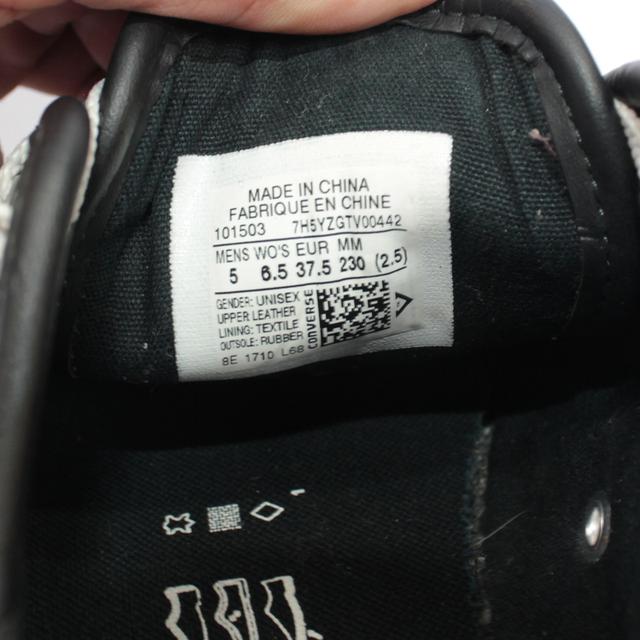 MADE IN CHINA
FABRIQUE EN CHINE
101503 7H5YZGTV00442
MENS WO'S EUR MM
5 6.5 37.5 230 (2.5)
GENDER: UNISEX
UPPER LEATHER
LINING: TEXTILE
OUTSOLE: RUBBER
8E 1710 L68
CONVERSE